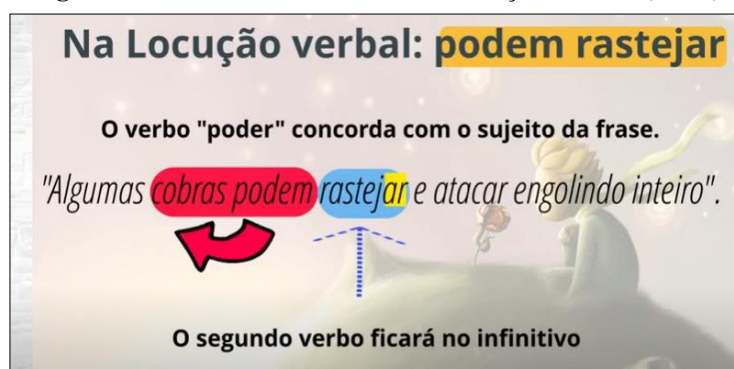 Na Locução verbal: podem rastejar
O verbo "poder" concorda com o sujeito da frase.
"Algumas cobras podem rastejar e atacar engolindo inteiro".
O segundo verbo ficará no infinitivo